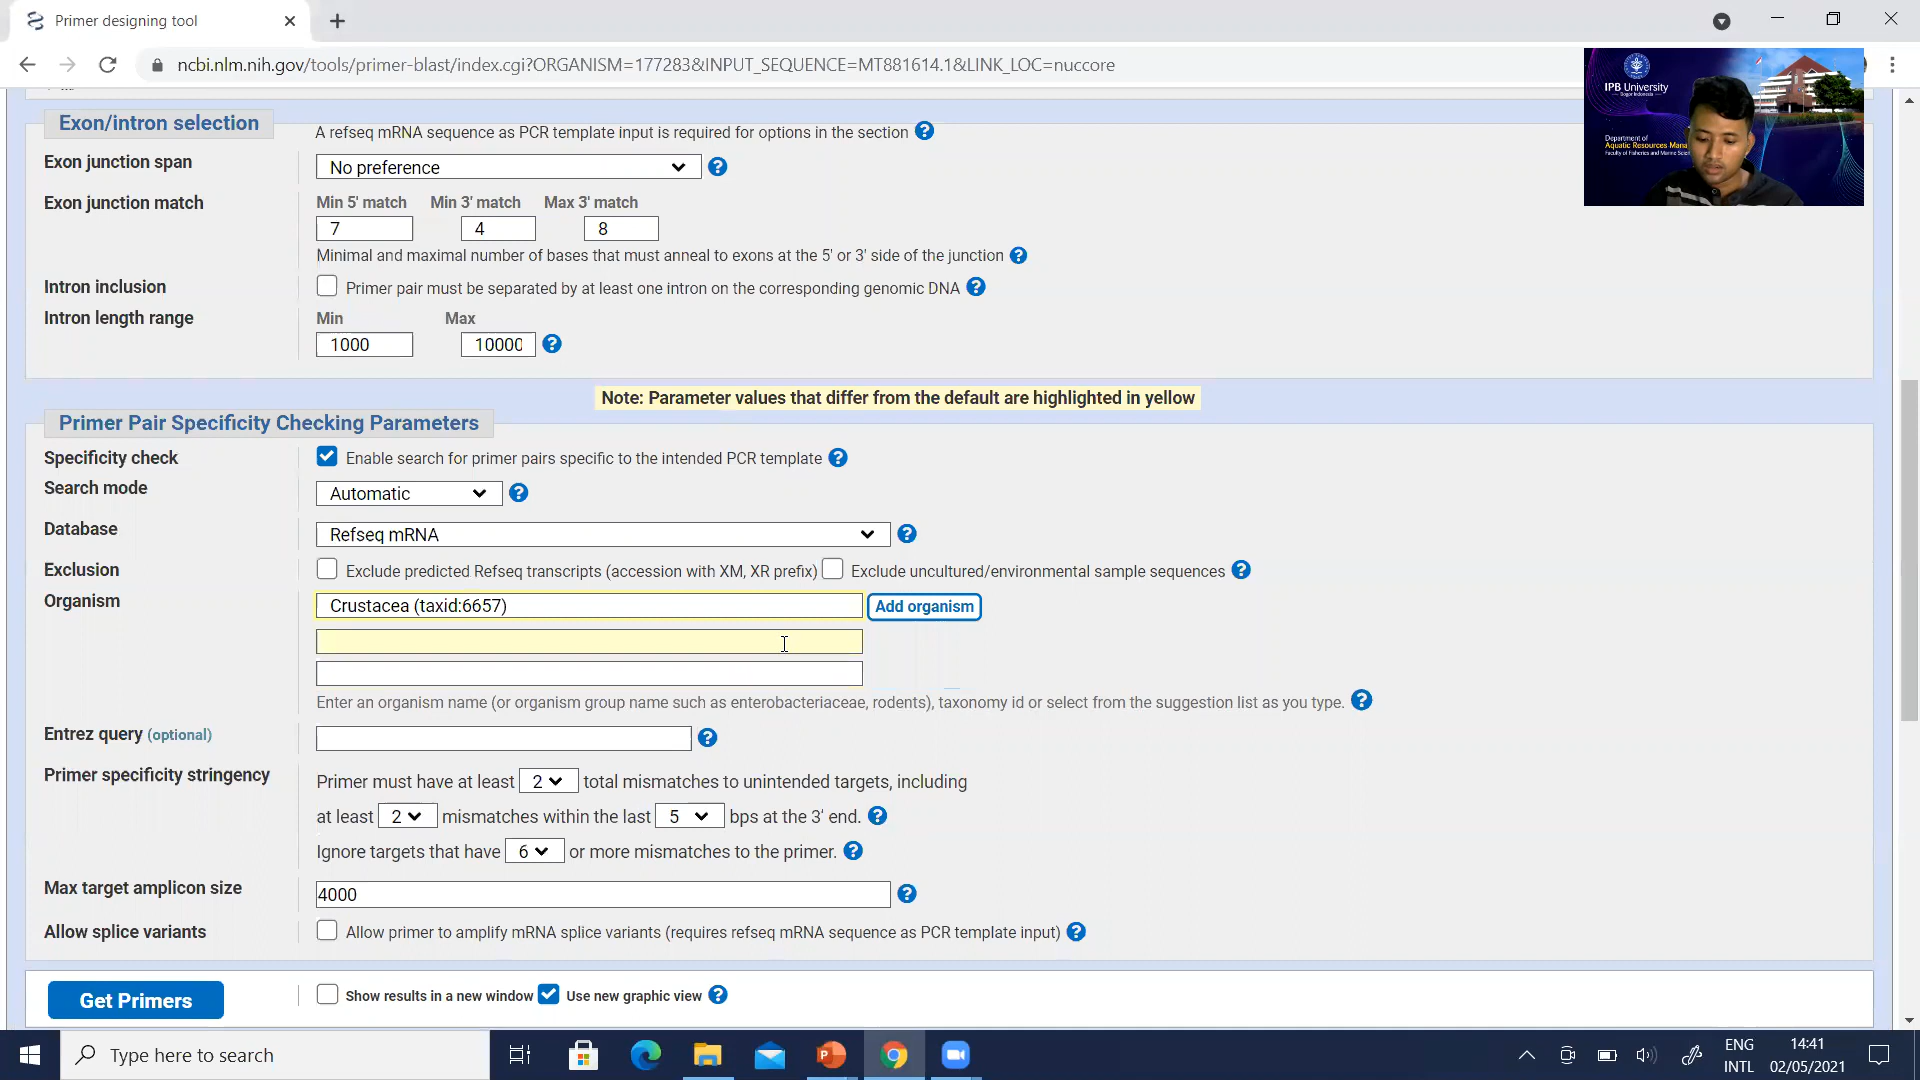 Primer designing tool
ncbi.nlm.nih.gov/tools/primer-blast/index.cgi?ORGANISM=177283&INPUT_SEQUENCE=MT881614.1&LINK_LOC=nuccore
IPB University
Bogor Indonesia
Department of
Aquatic Resources Mana
Faculty of Fisheries and Marine Scie
Exon/intron selection
A refseq mRNA sequence as PCR template input is required for options in the section
Exon junction span
No preference
Exon junction match
Min 5' match Min 3' match Max 3' match
7 4 8
Minimal and maximal number of bases that must anneal to exons at the 5' or 3' side of the junction
Intron inclusion
Primer pair must be separated by at least one intron on the corresponding genomic DNA
Intron length range
Min Max
1000 10000
Note: Parameter values that differ from the default are highlighted in yellow
Primer Pair Specificity Checking Parameters
Specificity check
Enable search for primer pairs specific to the intended PCR template
Search mode
Automatic
Database
Refseq mRNA
Exclusion
Exclude predicted Refseq transcripts (accession with XM, XR prefix) Exclude uncultured/environmental sample sequences
Organism
Crustacea (taxid:6657)
Add organism
Enter an organism name (or organism group name such as enterobacteriaceae, rodents), taxonomy id or select from the suggestion list as you type.
Entrez query (optional)
Primer specificity stringency
Primer must have at least 2 total mismatches to unintended targets, including
at least 2 mismatches within the last 5 bps at the 3' end.
Ignore targets that have 6 or more mismatches to the primer.
Max target amplicon size
4000
Allow splice variants
Allow primer to amplify mRNA splice variants (requires refseq mRNA sequence as PCR template input)
Get Primers
Show results in a new window Use new graphic view
Type here to search
ENG
INTL
14:41
02/05/2021